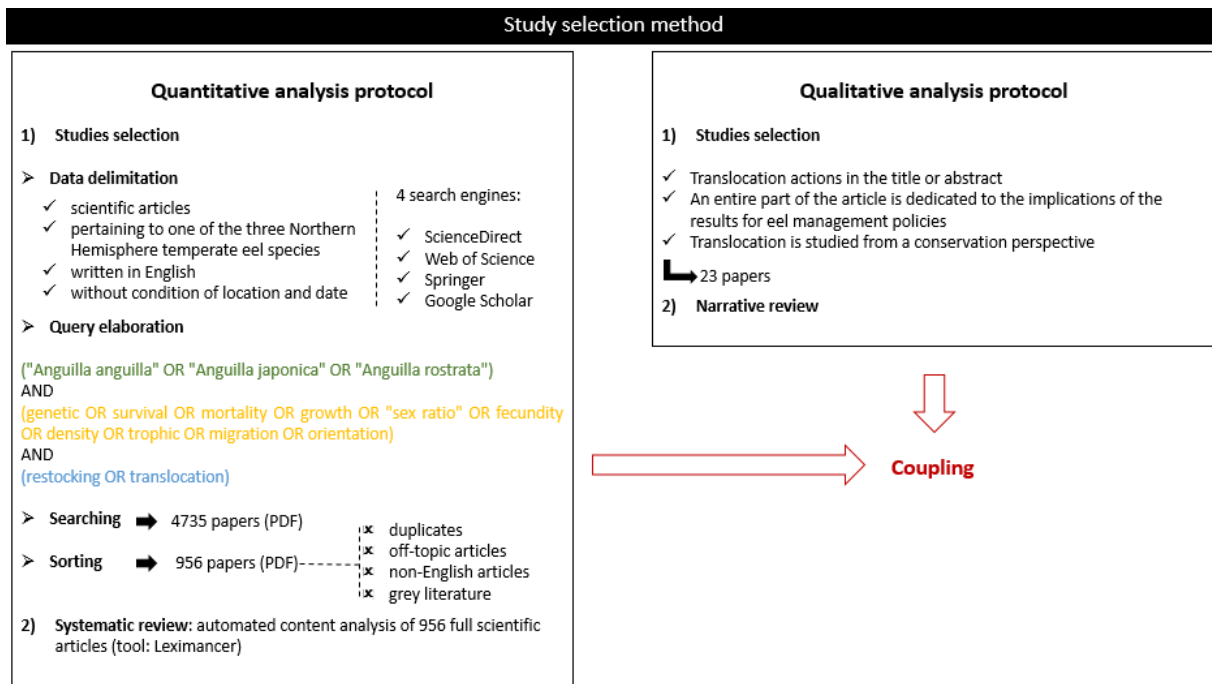 Study selection method
Quantitative analysis protocol
1) Studies selection
➢ Data delimitation
✓ scientific articles
✓ pertaining to one of the three Northern
Hemisphere temperate eel species
✓ written in English
✓ without condition of location and date
4 search engines:
✓ ScienceDirect
✓ Web of Science
✓ Springer
✓ Google Scholar
➢ Query elaboration
("Anguilla anguilla" OR "Anguilla japonica" OR "Anguilla rostrata")
AND
(genetic OR survival OR mortality OR growth OR "sex ratio" OR fecundity
OR density OR trophic OR migration OR orientation)
AND
(restocking OR translocation)
➢ Searching 4735 papers (PDF)
➢ Sorting 956 papers (PDF)
x duplicates
x off-topic articles
x non-English articles
x grey literature
2) Systematic review: automated content analysis of 956 full scientific
articles (tool: Leximancer)
Qualitative analysis protocol
1) Studies selection
✓ Translocation actions in the title or abstract
✓ An entire part of the article is dedicated to the implications of the
results for eel management policies
✓ Translocation is studied from a conservation perspective
23 papers
2) Narrative review
Coupling